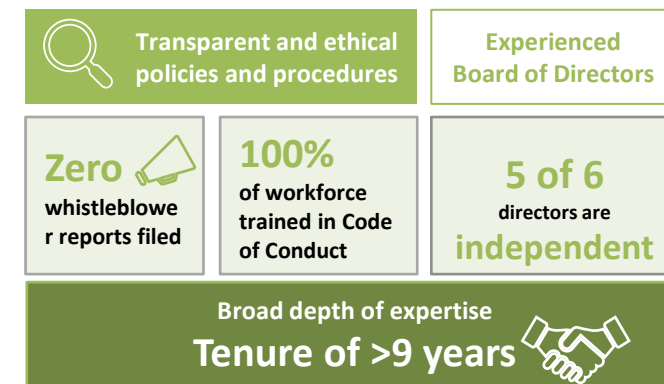 Transparent and ethical
policies and procedures
Experienced
Board of Directors
Zero
whistleblowe
r reports filed
100%
of workforce
trained in Code
of Conduct
5 of 6
directors are
independent
Broad depth of expertise
Tenure of >9 years